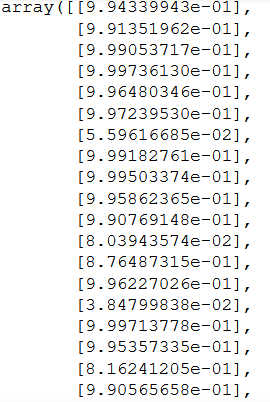 array([[9.94339943e-01],
[9.91351962e-01],
[9.99053717e-01],
[9.99736130e-01],
[9.96480346e-01],
[9.97239530e-01],
[5.59616685e-02],
[9.99182761e-01],
[9.99503374e-01],
[9.95862365e-01],
[9.90769148e-01],
[8.03943574e-02],
[8.76487315e-01],
[9.96227026e-01],
[3.84799838e-02],
[9.99713778e-01],
[9.95357335e-01],
[8.16241205e-01],
[9.90565658e-01],